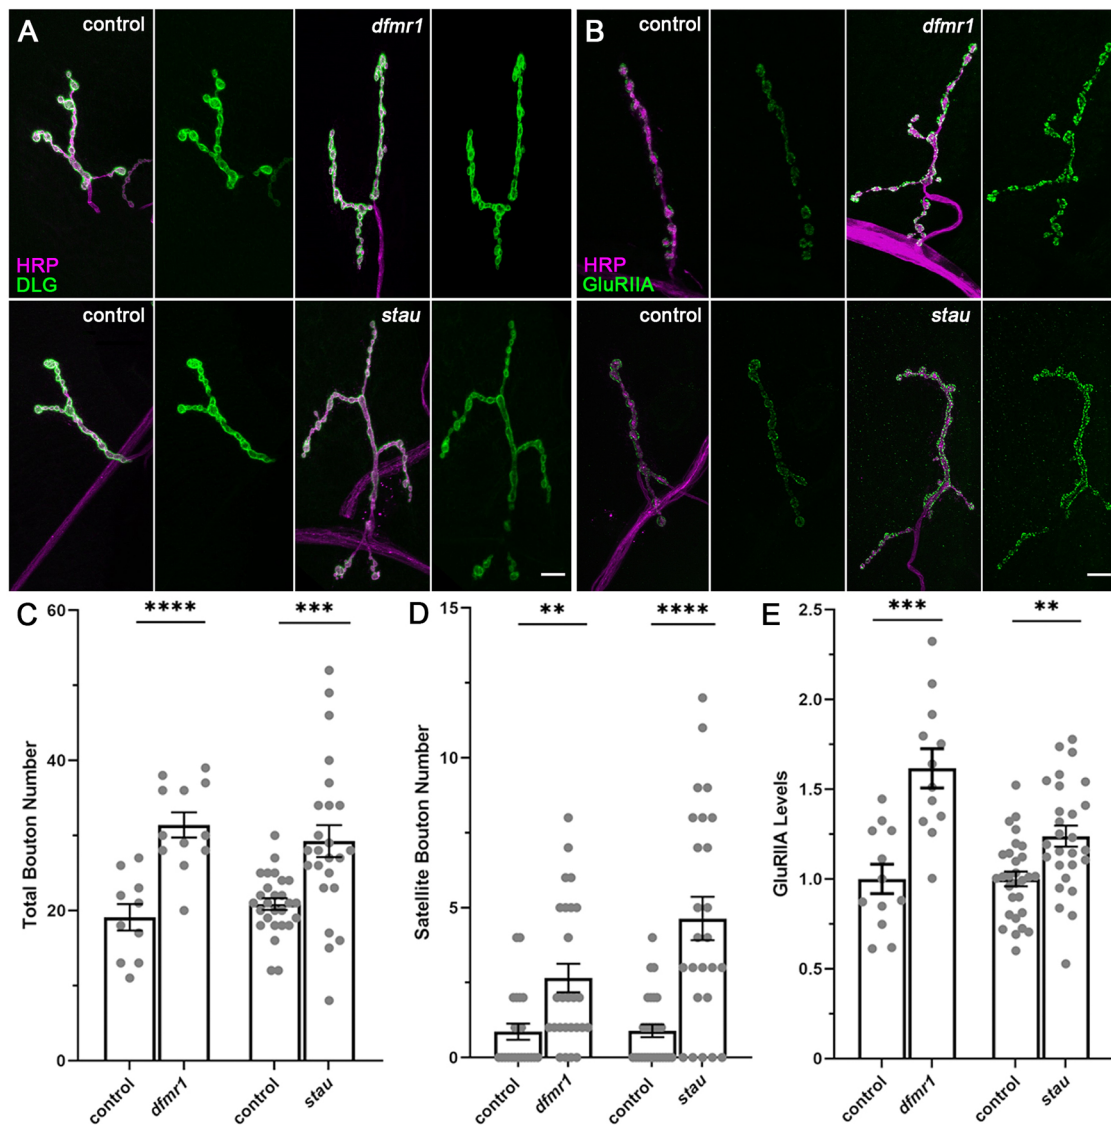 A control dfmr1
HRP
DLG
control stau
B control dfmr1
HRP
GluRIIA
control stau
C
Total Bouton Number
60
40
20
0
**** ***
control dfmr1 control stau
D
Satellite Bouton Number
15
10
5
0
** ****
control dfmr1 control stau
E
GluRIIA Levels
2.5
2.0
1.5
1.0
0.5
0
*** **
control dfmr1 control stau